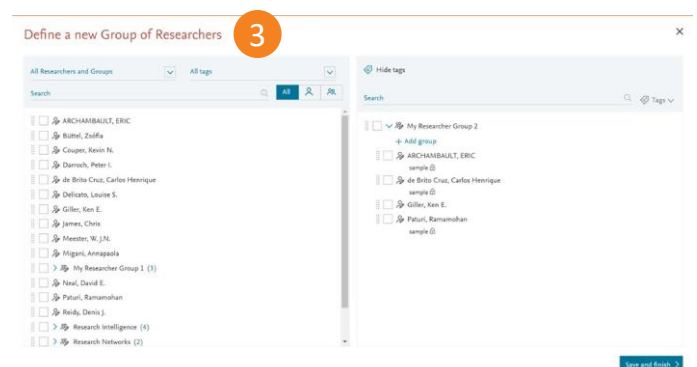 Define a new Group of Researchers
3
All Researchers and Groups
All tags
Search
All
ARCHAMBAULT, ERIC
Büttel, Zsófia
Couper, Kevin N.
Darroch, Peter I.
de Brito Cruz, Carlos Henrique
Delicato, Louise S.
Giller, Ken E.
James, Chris
Meester, W. J.N.
Migani, Annapaola
My Researcher Group 1 (3)
Neal, David E.
Paturi, Ramamohan
Reidy, Denis J.
Research Intelligence (4)
Research Networks (2)
Hide tags
Search
Tags
My Researcher Group 2
+ Add group
ARCHAMBAULT, ERIC
sample
de Brito Cruz, Carlos Henrique
sample
Giller, Ken E.
Paturi, Ramamohan
sample
Save and finish